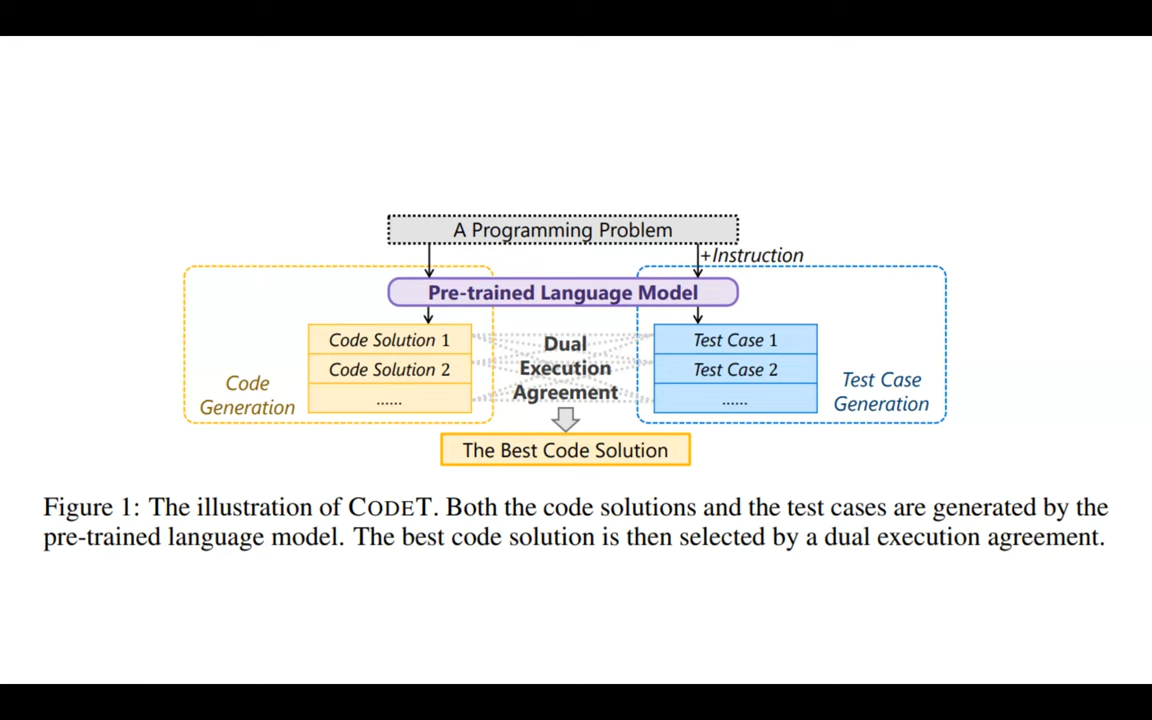 A Programming Problem
+Instruction
Pre-trained Language Model
Code Solution 1
Code Solution 2
......
Code
Generation
Dual
Execution
Agreement
Test Case 1
Test Case 2
......
Test Case
Generation
The Best Code Solution
Figure 1: The illustration of CODET. Both the code solutions and the test cases are generated by the
pre-trained language model. The best code solution is then selected by a dual execution agreement.